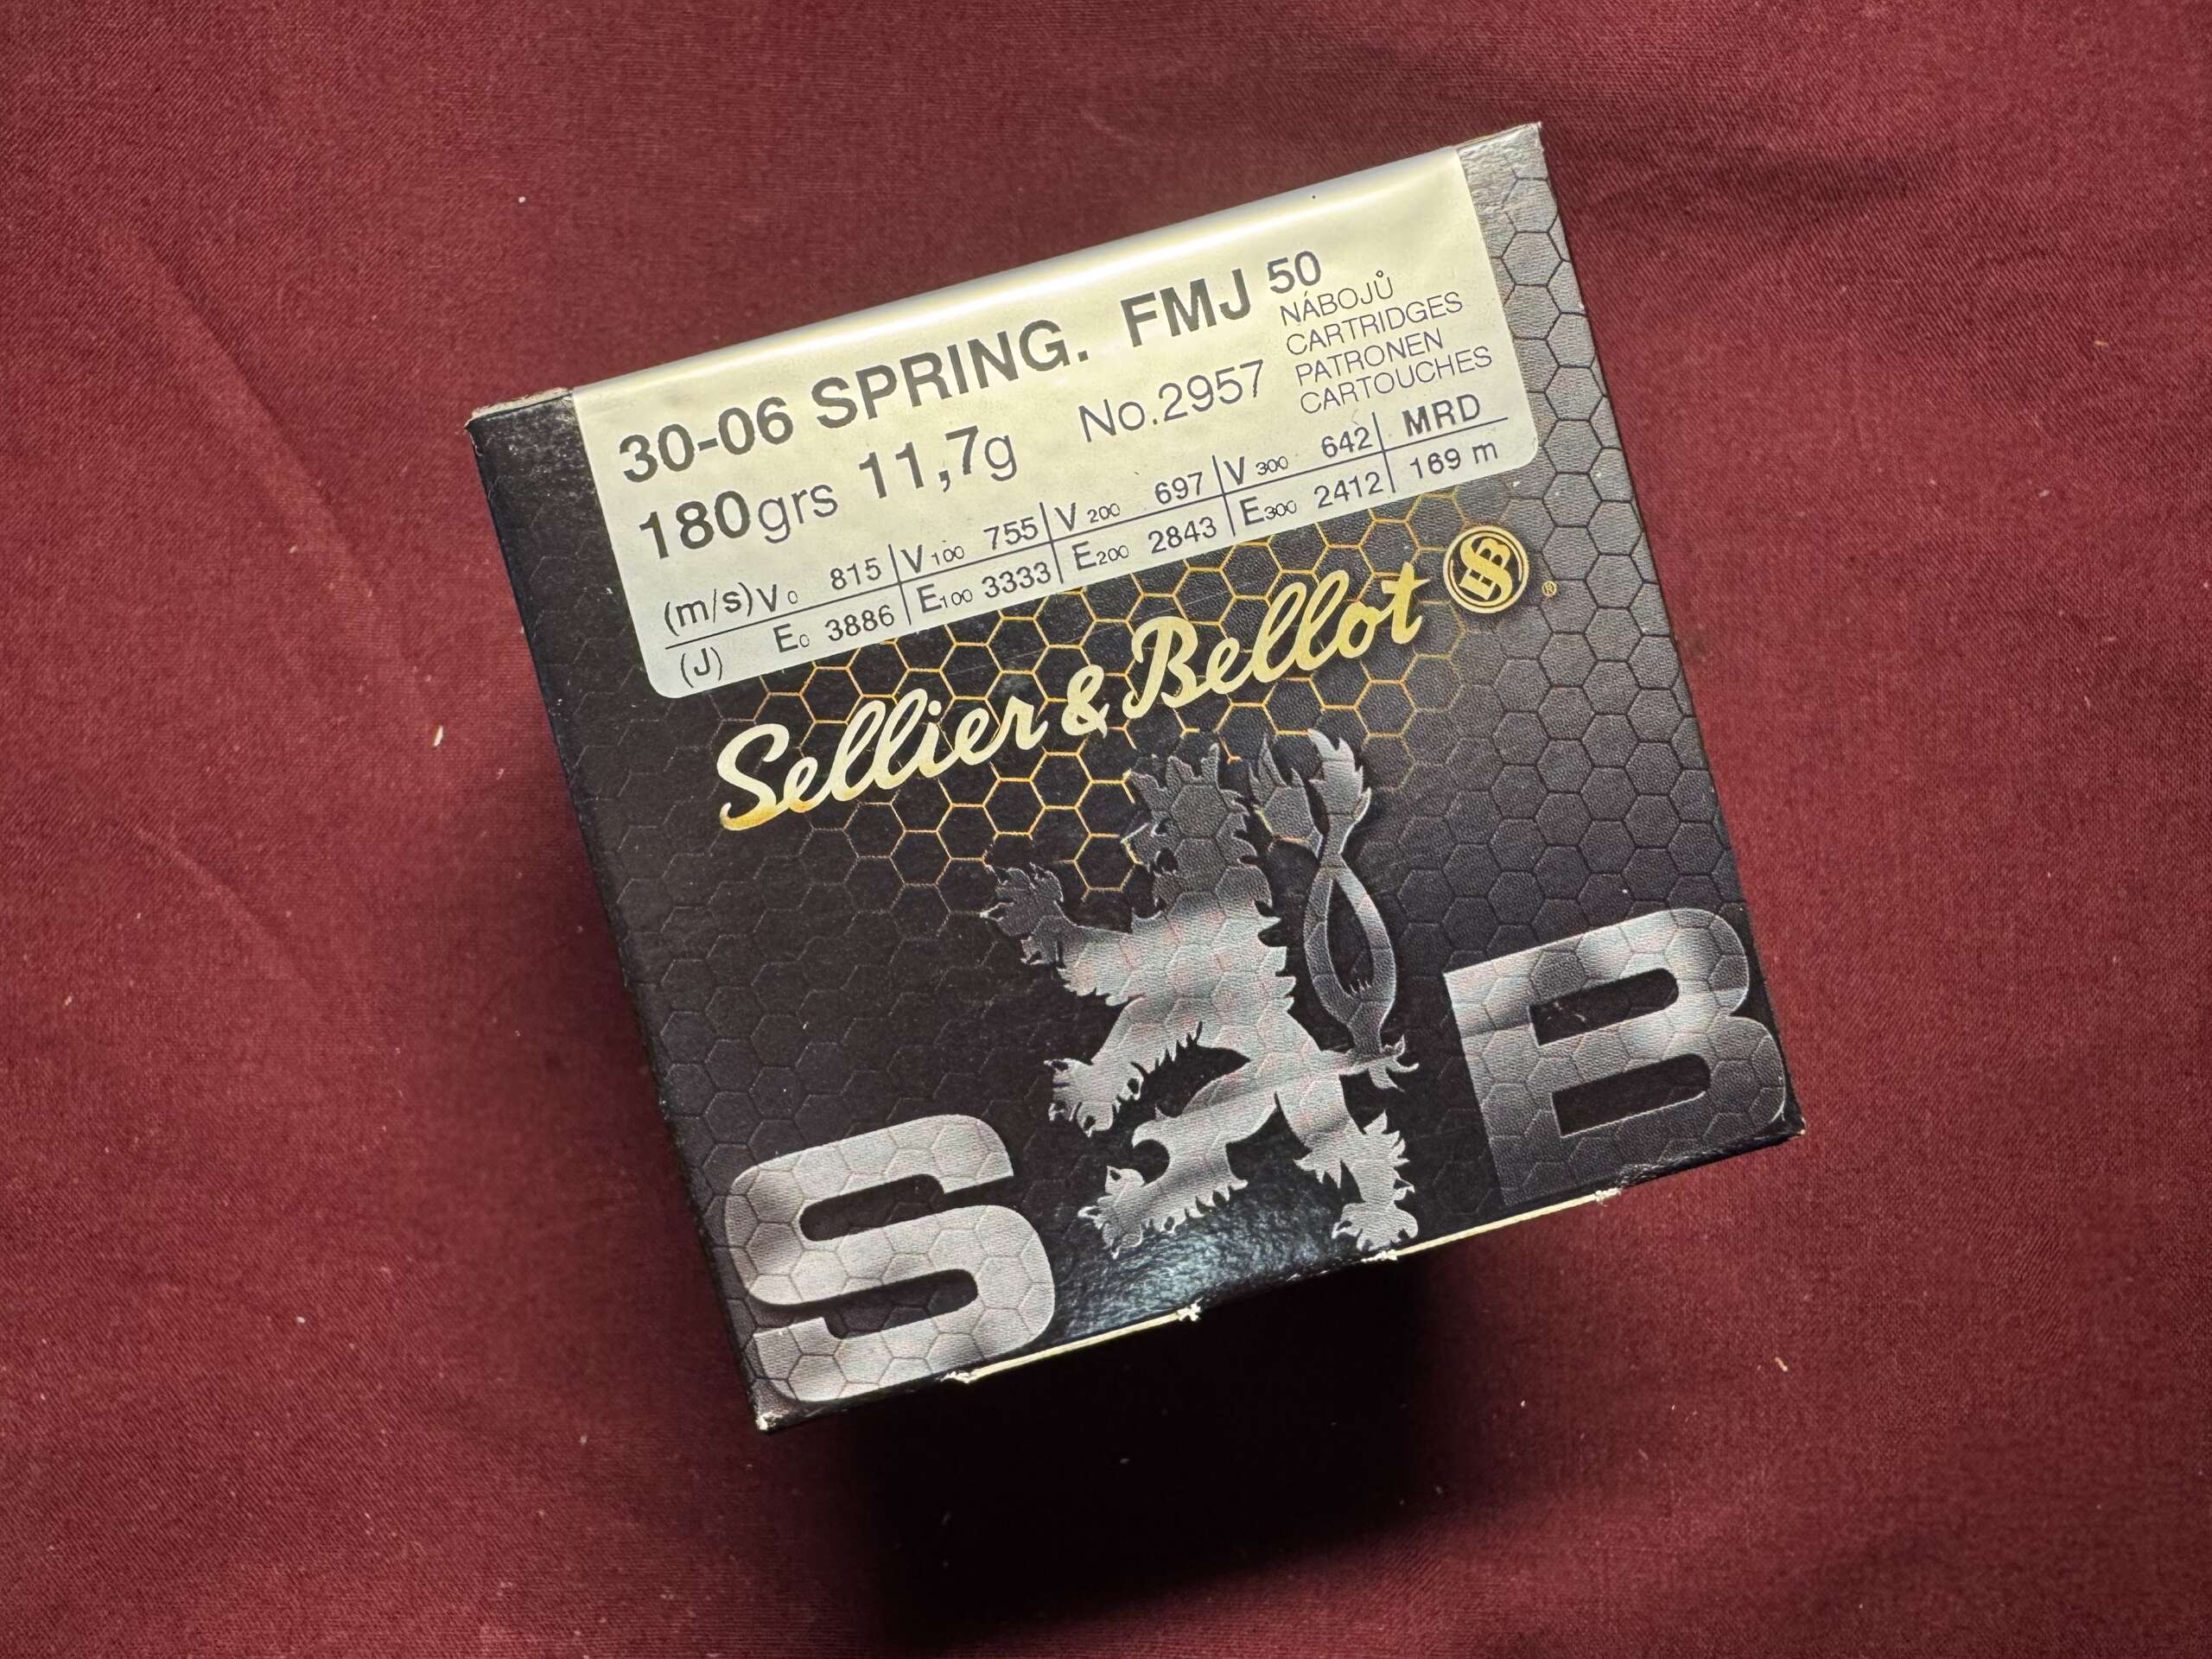 30-06 SPRING. FMJ 50
NÁBOJŮ
CARTRIDGES
PATRONEN
CARTOUCHES
180grs 11,7g No.2957
(m/s) V0 815 V100 755 V200 697 V300 642 MRD
(J) E0 3886 E100 3333 E200 2843 E300 2412 169 m
Sellier & Bellot SB ®
S B